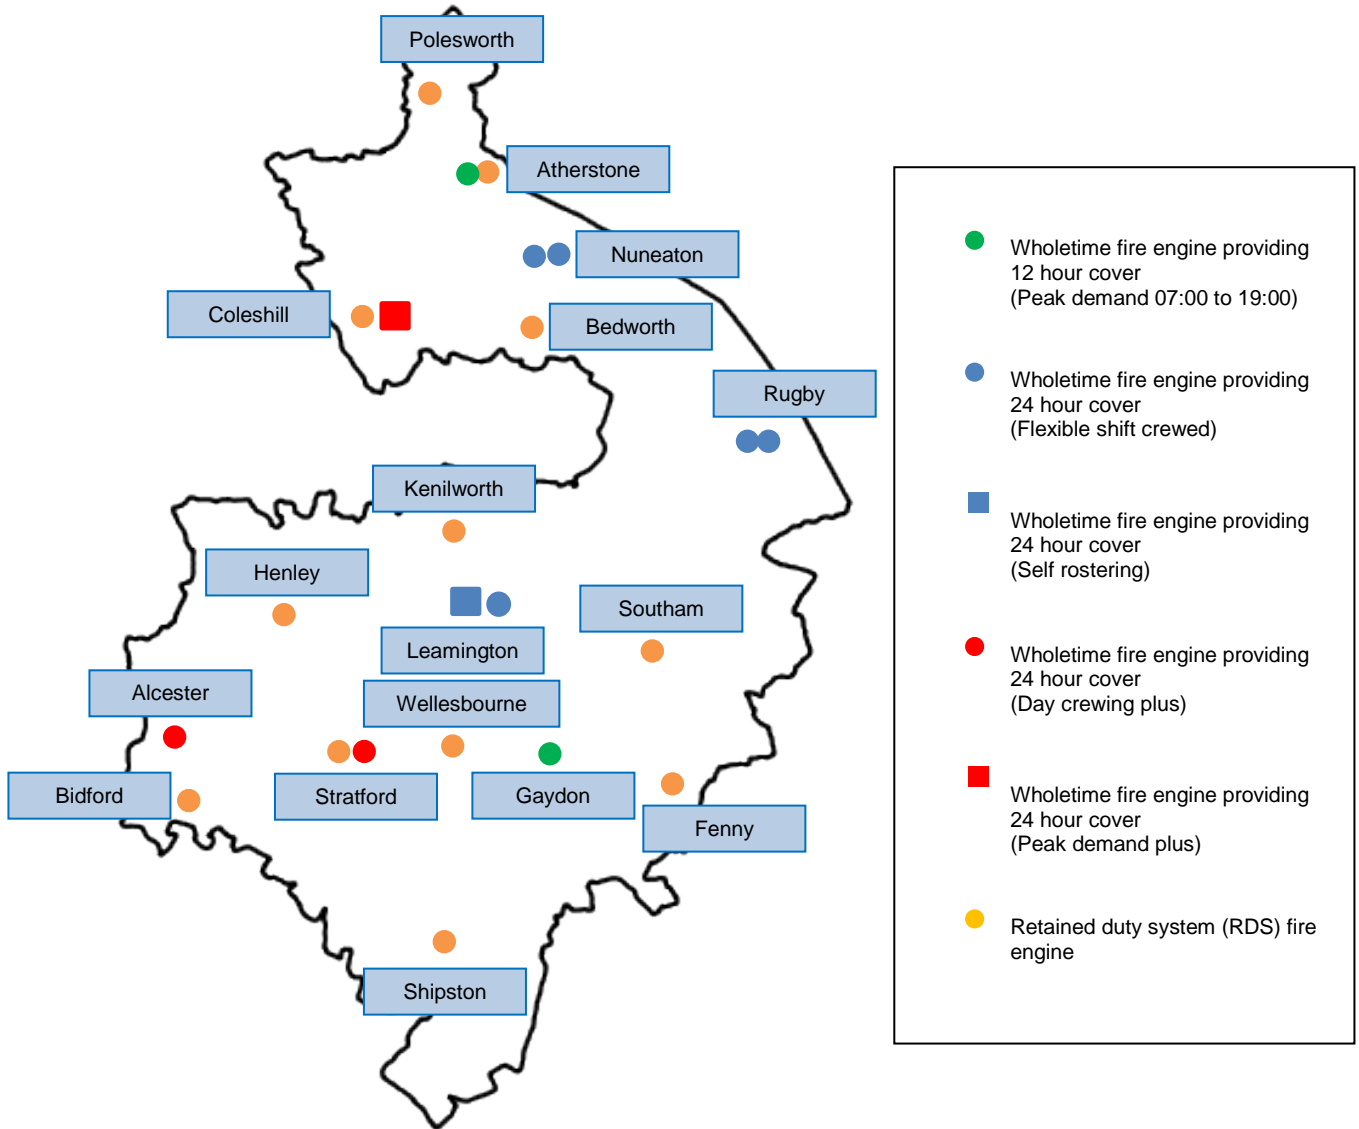 Polesworth
Atherstone
Nuneaton
Coleshill
Bedworth
Rugby
Kenilworth
Henley
Southam
Leamington
Alcester
Wellesbourne
Bidford
Stratford
Gaydon
Fenny
Shipston
Wholetime fire engine providing
12 hour cover
(Peak demand 07:00 to 19:00)
Wholetime fire engine providing
24 hour cover
(Flexible shift crewed)
Wholetime fire engine providing
24 hour cover
(Self rostering)
Wholetime fire engine providing
24 hour cover
(Day crewing plus)
Wholetime fire engine providing
24 hour cover
(Peak demand plus)
Retained duty system (RDS) fire
engine